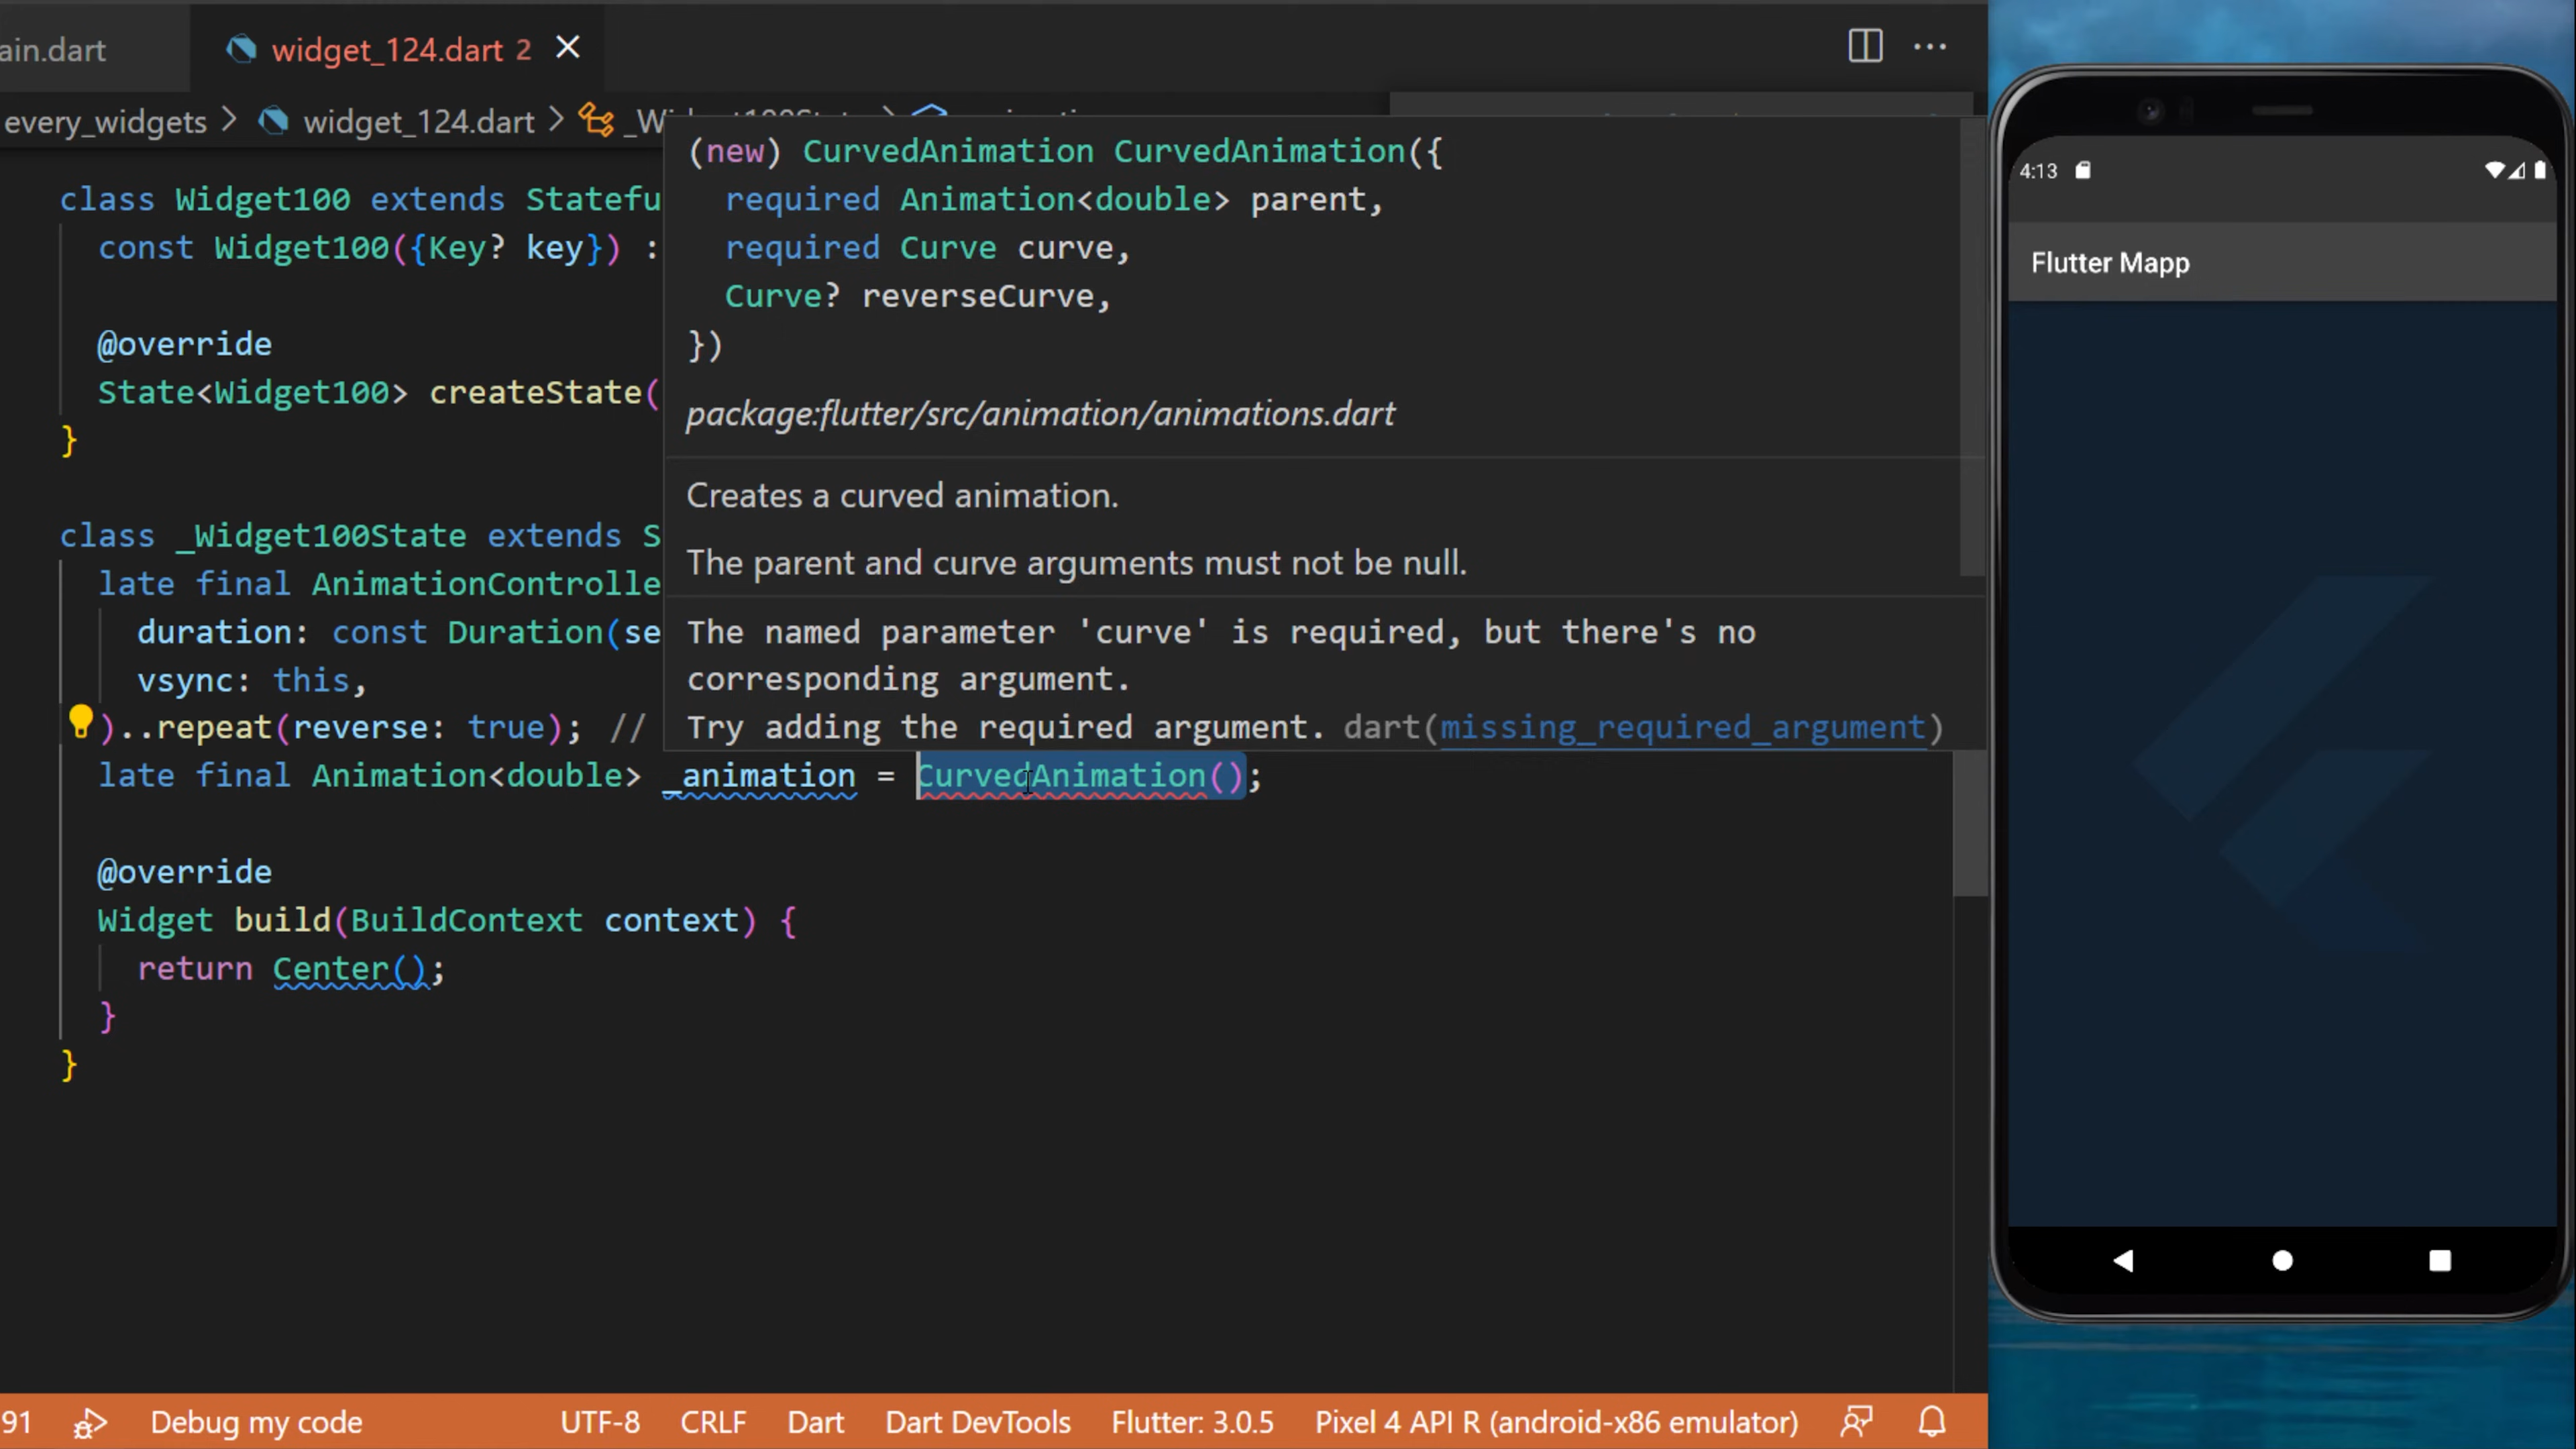 ain.dart
widget_124.dart 2
every_widgets > widget_124.dart >
class Widget100 extends Statefu
const Widget100({Key? key}) :
@override
State<Widget100> createState(
}
class _Widget100State extends S
late final AnimationControlle
duration: const Duration(se
vsync: this,
)..repeat(reverse: true); //
late final Animation<double> _animation = CurvedAnimation();
@override
Widget build(BuildContext context) {
return Center();
}
}
(new) CurvedAnimation CurvedAnimation({
required Animation<double> parent,
required Curve curve,
Curve? reverseCurve,
})
package:flutter/src/animation/animations.dart
Creates a curved animation.
The parent and curve arguments must not be null.
The named parameter 'curve' is required, but there's no
corresponding argument.
Try adding the required argument. dart(missing_required_argument)
91 Debug my code UTF-8 CRLF Dart Dart DevTools Flutter: 3.0.5 Pixel 4 API R (android-x86 emulator)
4:13
Flutter Mapp